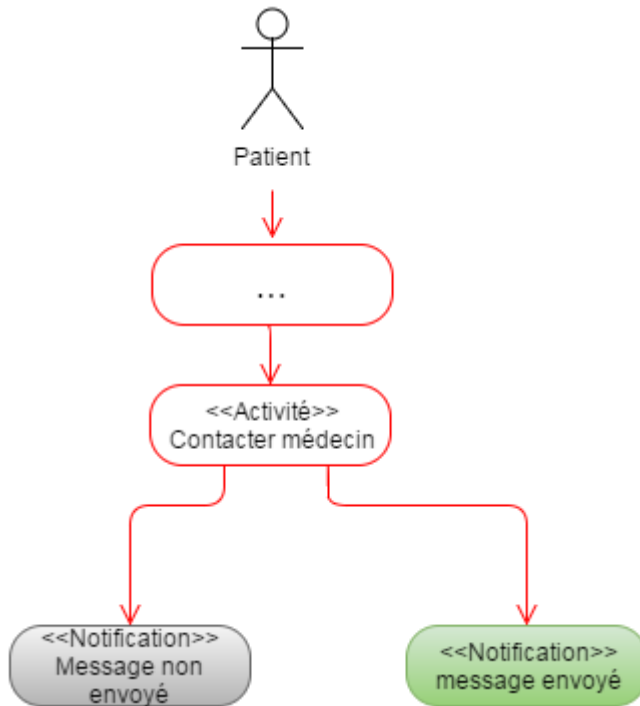 Patient
...
<<Activité>>
Contacter médecin
<<Notification>>
Message non
envoyé
<<Notification>>
message envoyé